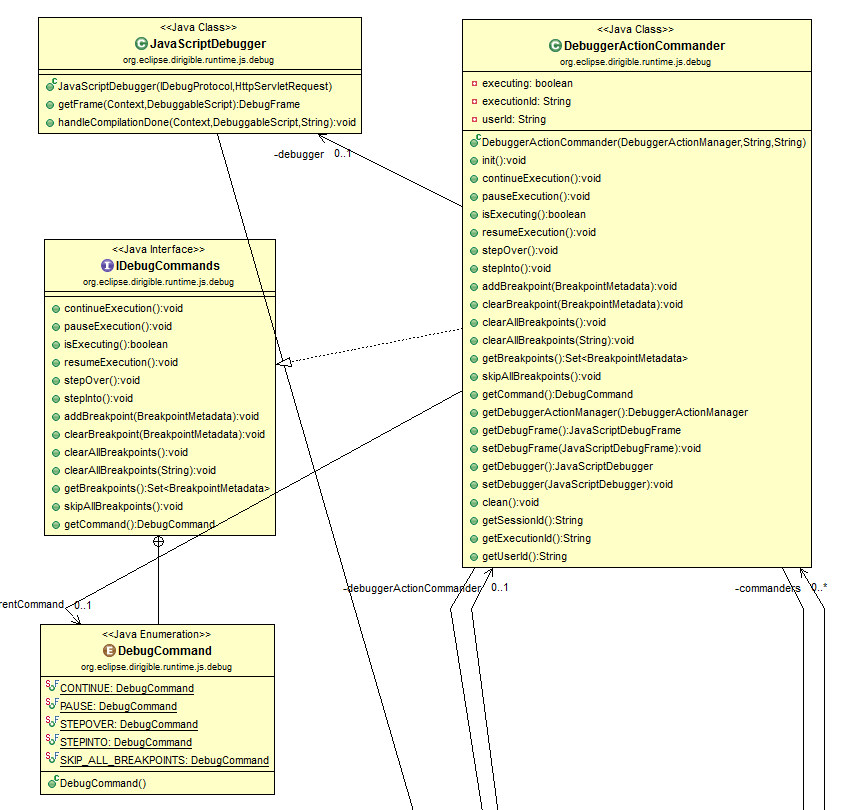 <<Java Class>>
JavaScriptDebugger
org.eclipse.dirigible.runtime.js.debug
JavaScriptDebugger(IDebugProtocol,HttpServletRequest)
getFrame(Context,DebuggableScript):DebugFrame
handleCompilationDone(Context,DebuggableScript,String):void
-debugger 0..1
<<Java Class>>
DebuggerActionCommander
org.eclipse.dirigible.runtime.js.debug
executing: boolean
executionId: String
userId: String
DebuggerActionCommander(DebuggerActionManager,String,String)
init():void
continueExecution():void
pauseExecution():void
isExecuting():boolean
resumeExecution():void
stepOver():void
stepInto():void
addBreakpoint(BreakpointMetadata):void
clearBreakpoint(BreakpointMetadata):void
clearAllBreakpoints():void
clearAllBreakpoints(String):void
getBreakpoints():Set<BreakpointMetadata>
skipAllBreakpoints():void
getCommand():DebugCommand
getDebuggerActionManager():DebuggerActionManager
getDebugFrame():JavaScriptDebugFrame
setDebugFrame(JavaScriptDebugFrame):void
getDebugger():JavaScriptDebugger
setDebugger(JavaScriptDebugger):void
clean():void
getSessionId():String
getExecutionId():String
getUserId():String
<<Java Interface>>
IDebugCommands
org.eclipse.dirigible.runtime.js.debug
continueExecution():void
pauseExecution():void
isExecuting():boolean
resumeExecution():void
stepOver():void
stepInto():void
addBreakpoint(BreakpointMetadata):void
clearBreakpoint(BreakpointMetadata):void
clearAllBreakpoints():void
clearAllBreakpoints(String):void
getBreakpoints():Set<BreakpointMetadata>
skipAllBreakpoints():void
getCommand():DebugCommand
-debuggerActionCommander 0..1
-commanders 0..*
rentCommand 0..1
<<Java Enumeration>>
DebugCommand
org.eclipse.dirigible.runtime.js.debug
CONTINUE: DebugCommand
PAUSE: DebugCommand
STEPOVER: DebugCommand
STEPINTO: DebugCommand
SKIP_ALL_BREAKPOINTS: DebugCommand
DebugCommand()